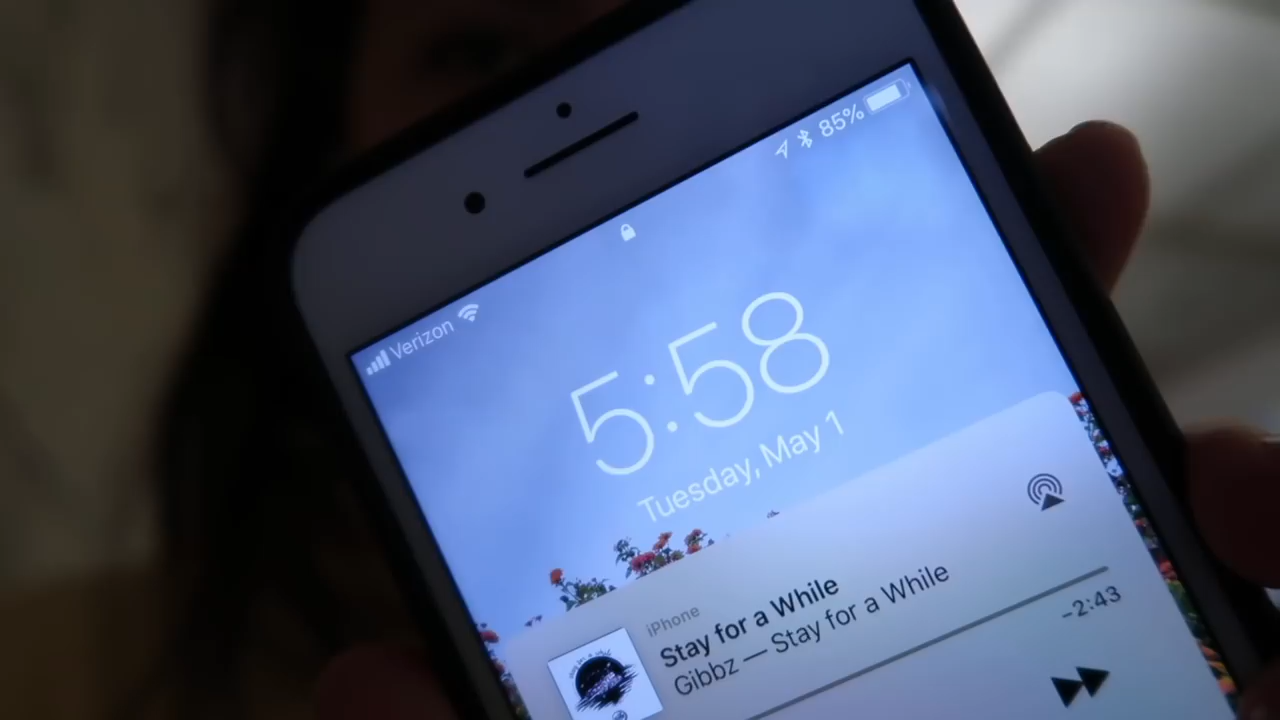 Verizon
85%
5:58
Tuesday, May 1
iPhone
Stay for a While
Gibbz — Stay for a While
-2:43